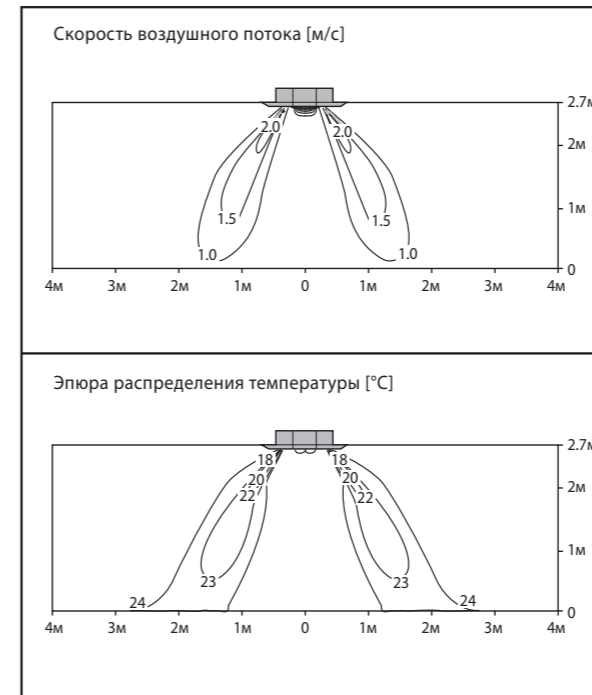 Скорость воздушного потока [м/с]
2.7м
2.0 2.0
2м
1.5 1.5
1м
1.0 1.0
0
4м 3м 2м 1м 0 1м 2м 3м 4м
Эпюра распределения температуры [°C]
2.7м
18 18
20 20
2м
22 22
1м
23 23
24 24
0
4м 3м 2м 1м 0 1м 2м 3м 4м